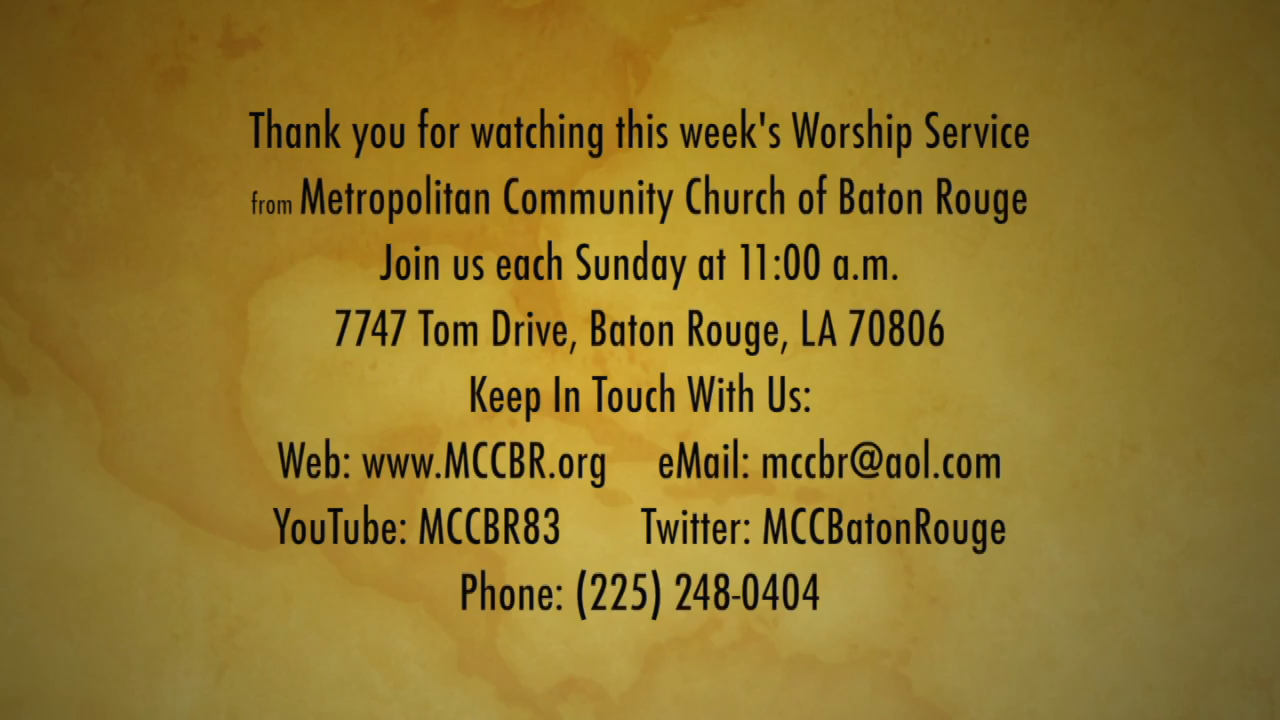 Thank you for watching this week's Worship Service
from Metropolitan Community Church of Baton Rouge
Join us each Sunday at 11:00 a.m.
7747 Tom Drive, Baton Rouge, LA 70806
Keep In Touch With Us:
Web: www.MCCBR.org eMail: mccbr@aol.com
YouTube: MCCBR83 Twitter: MCCBatonRouge
Phone: (225) 248-0404